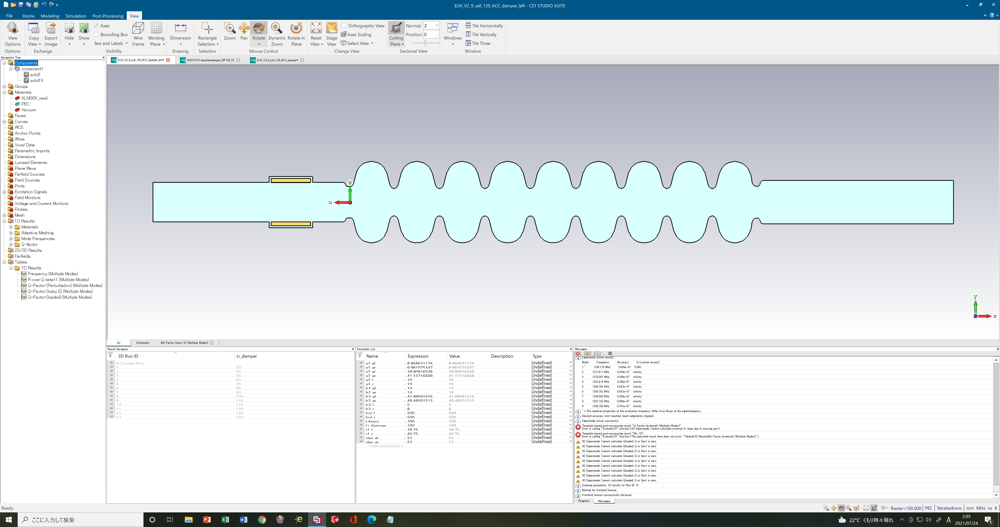 EUV_V2_9_cell_139_ACC_damper_left - CST STUDIO SUITE
File Home Modeling Simulation Post-Processing View
View Options
Options
Copy View
Export Image
Exchange
Hide
Show
Axes
Bounding Box
Text and Labels
Wire Frame
Working Plane
Visibility
Dimension
Drawing
Rectangle Selection
Selection
Zoom
Pan
Rotate
Dynamic Zoom
Rotate in Plane
Mouse Control
Reset View
Stage View
Orthographic View
Axes Scaling
Select View
Change View
Cutting Plane
Normal: Z
Position: 0
Sectional View
Windows
Tile Horizontally
Tile Vertically
Tile Three
Window
Navigation Tree
Components
component1
solid1
solid19
Groups
Materials
ALN(80K_new)
PEC
Vacuum
Faces
Curves
WCS
Anchor Points
Wires
Voxel Data
Parametric Imports
Dimensions
Lumped Elements
Plane Wave
Farfield Sources
Field Sources
Ports
Excitation Signals
Field Monitors
Voltage and Current Monitors
Probes
Mesh
1D Results
Materials
Adaptive Meshing
Mode Frequencies
Q-factor
2D/3D Results
Farfields
Tables
1D Results
Frequency (Multiple Modes)
R over Q beta=1 (Multiple Modes)
Q-Factor (Perturbation) (Multiple Modes)
Q-Factor (lossy E) (Multiple Modes)
Q-Factor (loaded) (Multiple Modes)
EUV_V2_9_cell_139_ACC_damper_left*
202010722 beamlinedamper_BP100_TE
EUV_V2_9_cell_139_ACC_damper*
v
u
y
x
3D
Schematic
...¥Q-Factor (lossy E) (Multiple Modes)
Result Navigator
3D Run ID Lr_damper
0: Current Run
1 30
2 40
3 50
4 60
5 70
6 80
7 90
8 100
9 110
10 120
11 130
12 140
13 150
Parameter List
Name Expression Value Description Type
a1_el = 8.968631126 8.968631126 Undefined
a1_er = 9.981075347 9.981075347 Undefined
a2_el = 38.90816548 38.90816548 Undefined
a2_er = 41.33716669 41.33716669 Undefined
a3_l = 10 10 Undefined
a3_r = 10 10 Undefined
b1_el = 14 14 Undefined
b1_er = 14 14 Undefined
b2_el = 41.99591416 41.99591416 Undefined
b2_er = 49.48501513 49.48501513 Undefined
b3_l = 5 5 Undefined
b3_r = 8 8 Undefined
bpl_l = 500 500 Undefined
bpl_r = 500 500 Undefined
Ldamp = 100 100 Undefined
Lr_damper = 100 100 Undefined
r1_l = 39.75 39.75 Undefined
r1_r = 40.75 40.75 Undefined
xlen_el = 52 52 Undefined
xlen_er = 52 52 Undefined
<new parameter>
Messages
Eigenmode solver results:
Mode Frequency Accuracy Q (volume losses)
1 ^ 1254.175 MHz 3.485e-07 5.586
2 1277.411 MHz 4.258e-07 infinity
3 1279.382 MHz 4.306e-07 infinity
4 1282.418 MHz 9.255e-07 infinity
5 1286.168 MHz 4.487e-07 infinity
6 1290.192 MHz 6.501e-07 infinity
7 1294.005 MHz 8.209e-07 infinity
8 1297.138 MHz 5.054e-07 infinity
9 1299.196 MHz 6.761e-07 infinity
^ = The material properties at the evaluation frequency differ from those at the eigenfrequency.
Desired accuracy limit reached, mesh adaptation stopped.
Eigenmode solver successful
Template based post-processing result "Q-Factor (external) (Multiple Modes)":
Error in calling "Evaluate1D" function (3D Eigenmode: Cannot calculate external Q value due to missing port.)
Template based post-processing result "Mix 1D":
Error in calling "Evaluate1D" function (The specified result item does not exist: "Tables¥1D Results¥Q-Factor (external) (Multiple Modes)".)
3D Eigenmode: Cannot calculate Qloaded, Q or Qext is zero.
3D Eigenmode: Cannot calculate Qloaded, Q or Qext is zero.
3D Eigenmode: Cannot calculate Qloaded, Q or Qext is zero.
3D Eigenmode: Cannot calculate Qloaded, Q or Qext is zero.
3D Eigenmode: Cannot calculate Qloaded, Q or Qext is zero.
3D Eigenmode: Cannot calculate Qloaded, Q or Qext is zero.
3D Eigenmode: Cannot calculate Qloaded, Q or Qext is zero.
3D Eigenmode: Cannot calculate Qloaded, Q or Qext is zero.
3D Eigenmode: Cannot calculate Qloaded, Q or Qext is zero.
Creating parametric 1D results for Run ID 13
Waiting for frontend license...
Frontend license successfully retrieved.
Progress Messages
Ready
Raster=100.000 PEC Tetrahedrons mm MHz ns K
ここに入力して検索
22°C くもり時々晴れ
A
2:05
2021/07/24
1